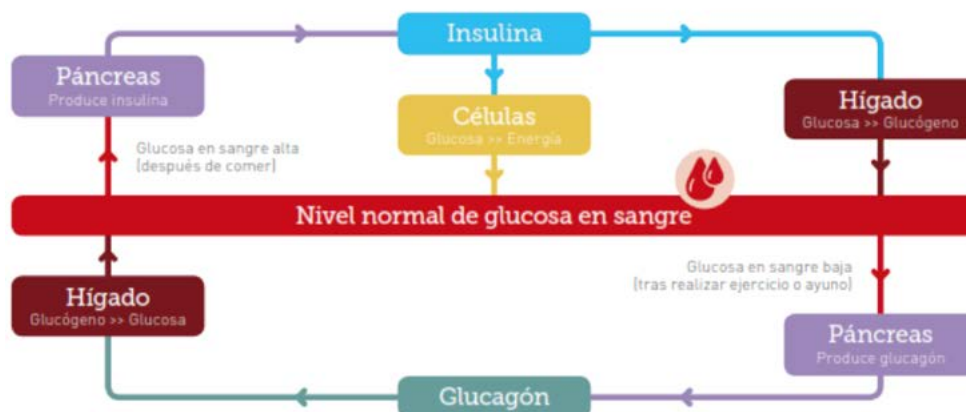 Insulina
Páncreas
Produce insulina
Células
Glucosa >> Energía
Hígado
Glucosa >> Glucógeno
Glucosa en sangre alta
(después de comer)
Nivel normal de glucosa en sangre
Glucosa en sangre baja
(tras realizar ejercicio o ayuno)
Hígado
Glucógeno >> Glucosa
Páncreas
Produce glucagón
Glucagón